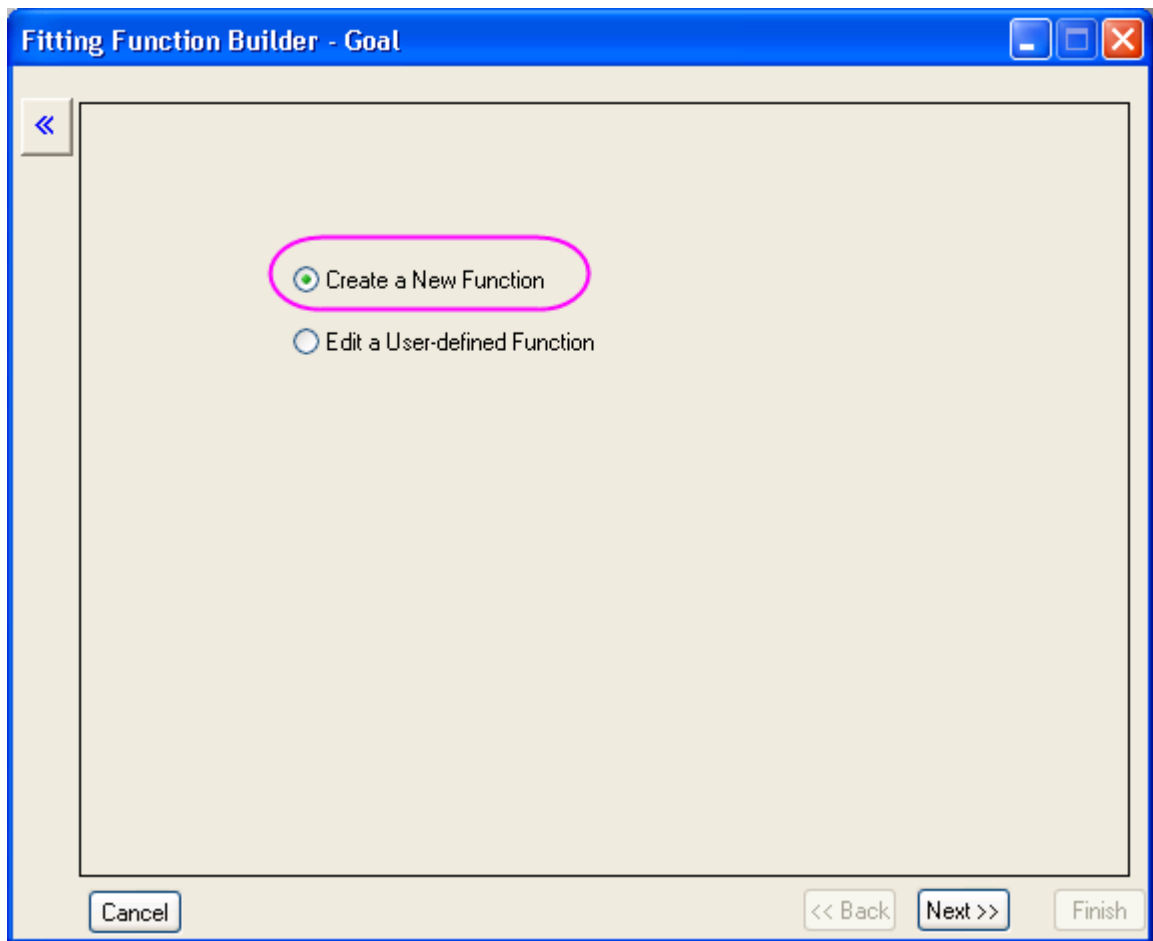 Fitting Function Builder - Goal
«
Create a New Function
Edit a User-defined Function
Cancel << Back Next >> Finish